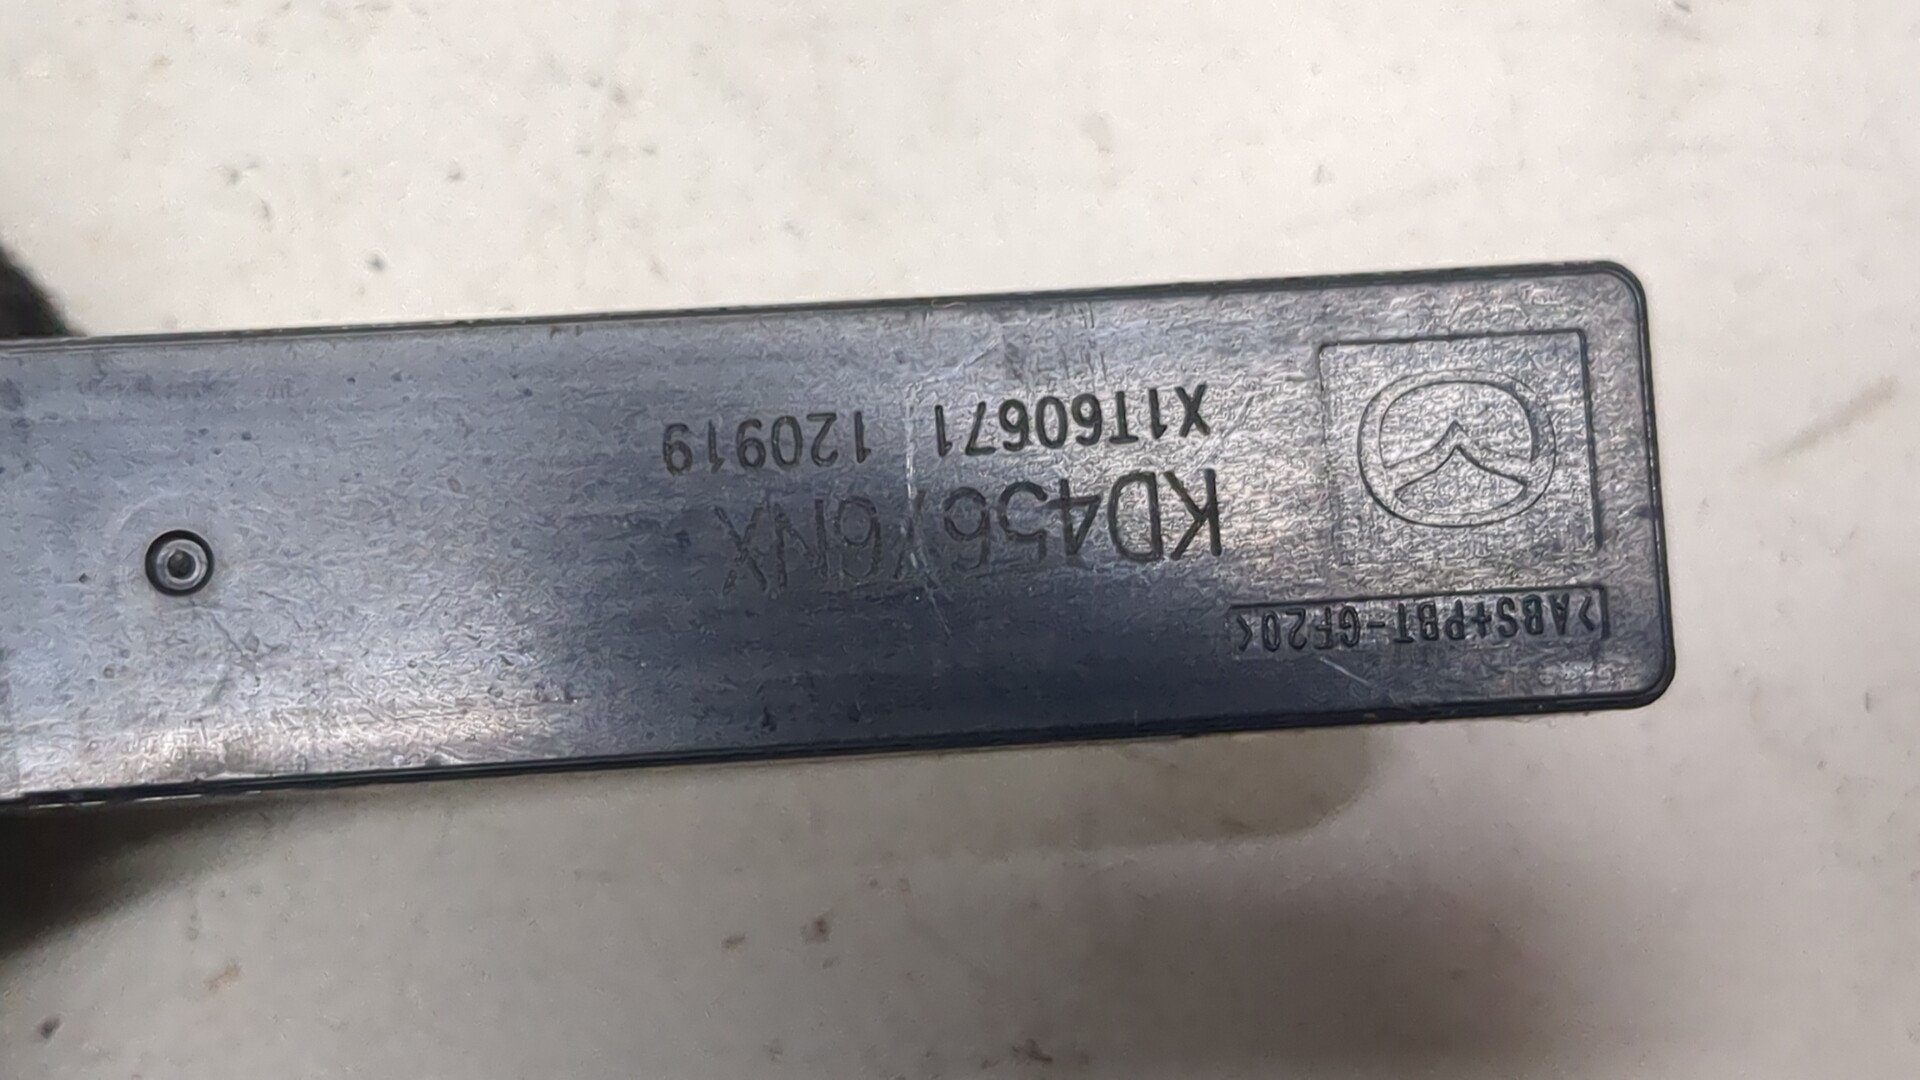 >ABS+PBT-GF20<
KD45676NX
X1T60671 120919